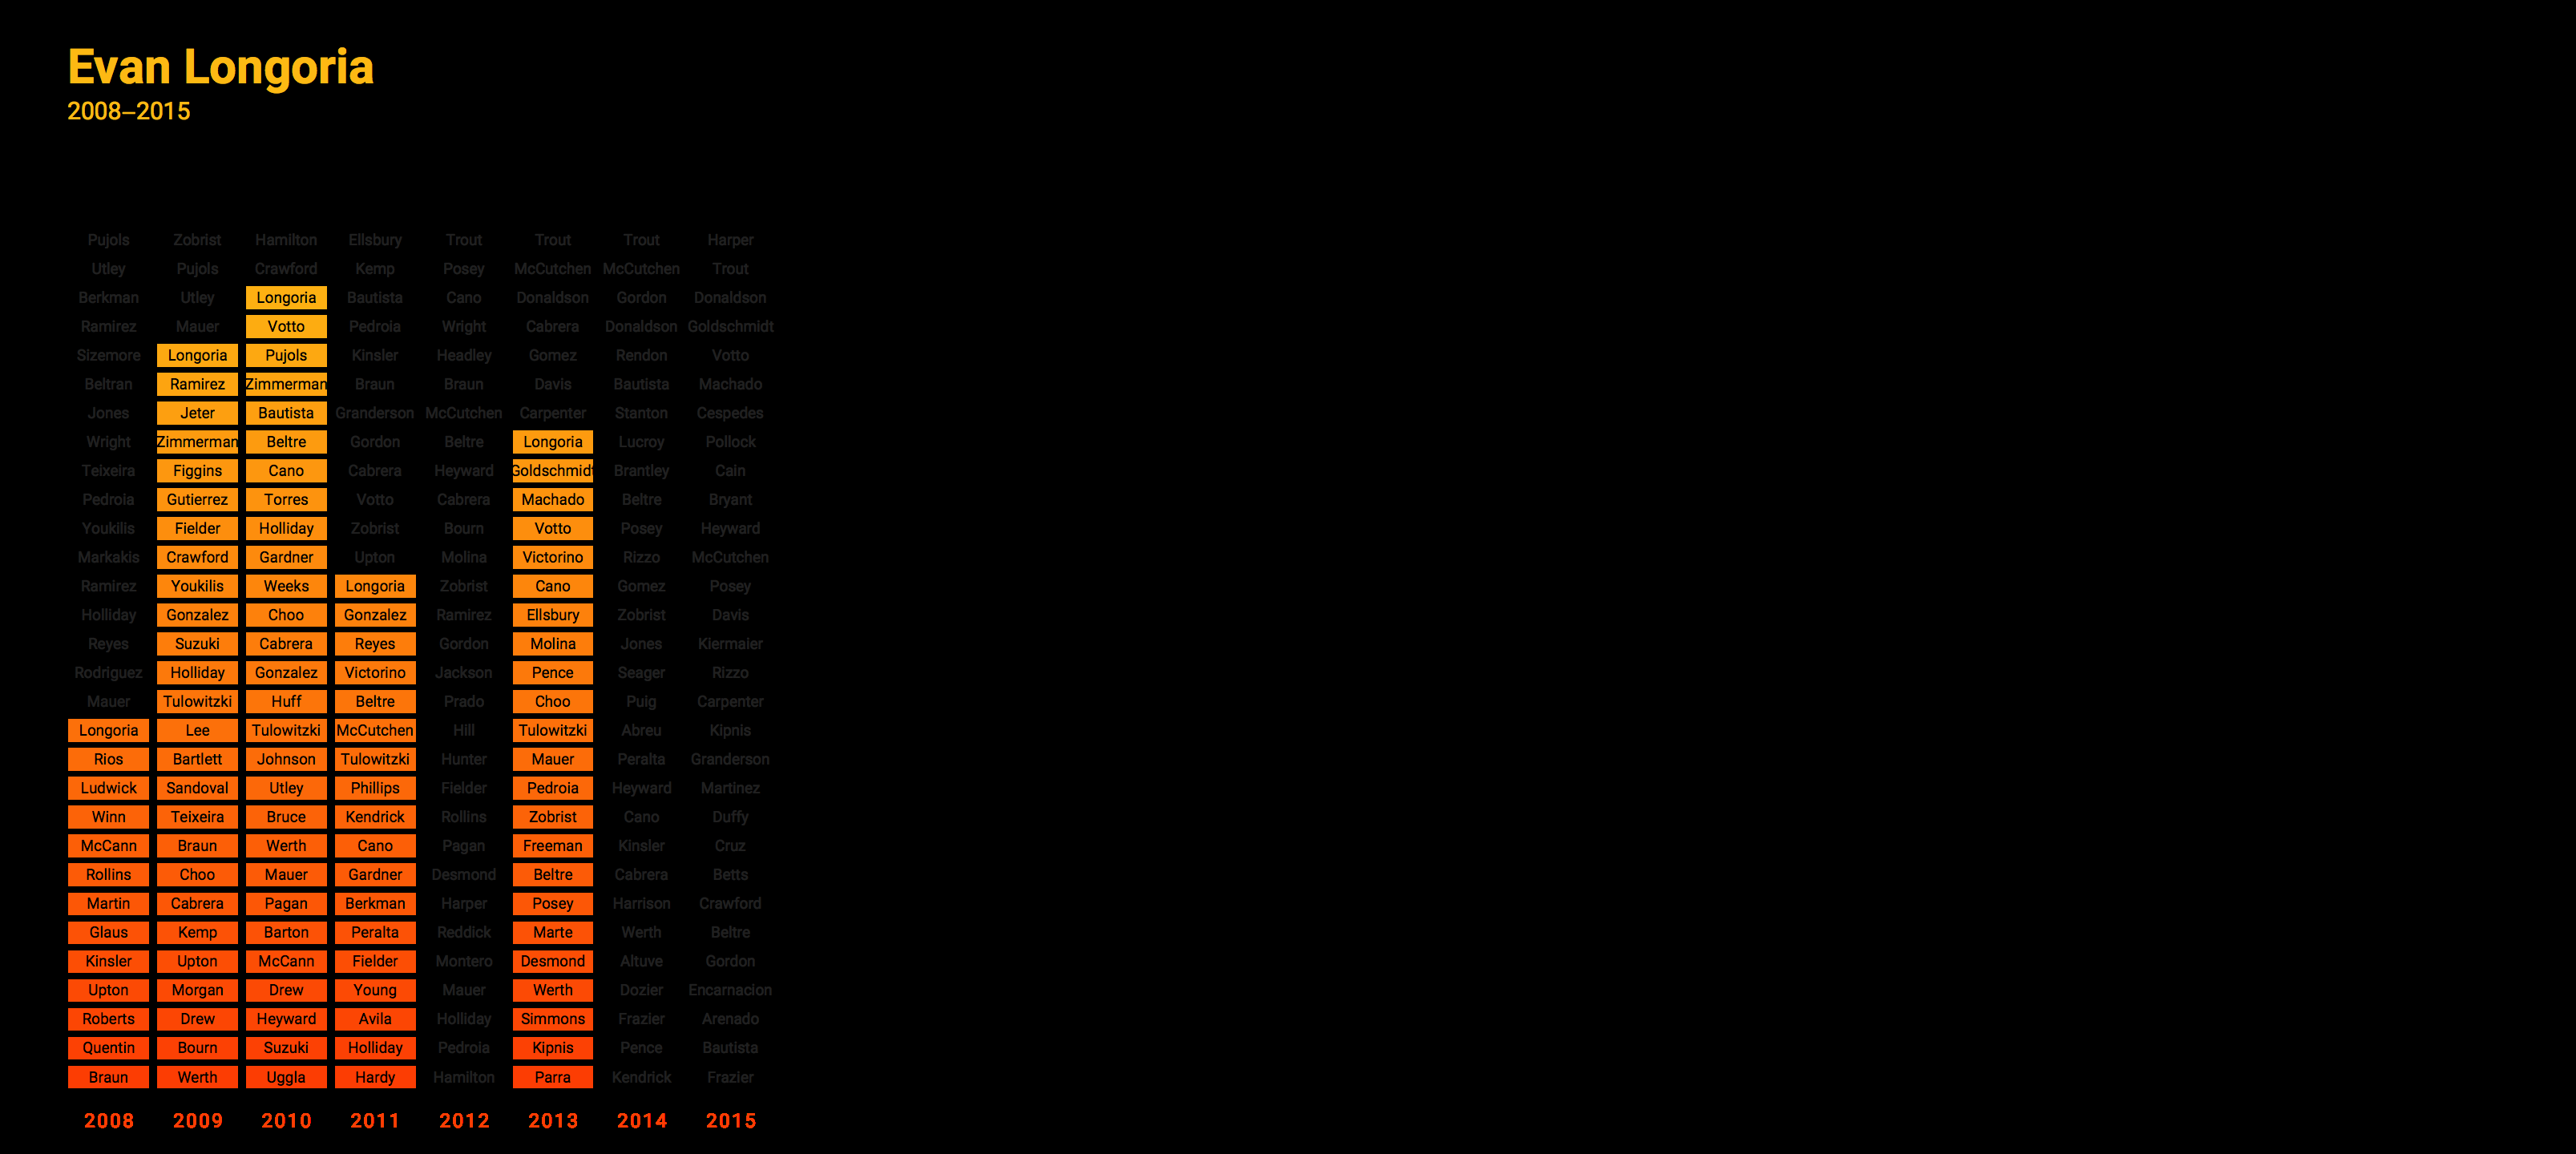 Evan Longoria
2008–2015
Pujols Zobrist Hamilton Ellsbury Trout Trout Trout Harper
Utley Pujols Crawford Kemp Posey McCutchen McCutchen Trout
Berkman Utley Longoria Bautista Cano Donaldson Gordon Donaldson
Ramirez Mauer Votto Pedroia Wright Cabrera Donaldson Goldschmidt
Sizemore Longoria Pujols Kinsler Headley Gomez Rendon Votto
Beltran Ramirez Zimmerman Braun Braun Davis Bautista Machado
Jones Jeter Bautista Granderson McCutchen Carpenter Stanton Cespedes
Wright Zimmerman Beltre Gordon Beltre Longoria Lucroy Pollock
Teixeira Figgins Cano Cabrera Heyward Goldschmidt Brantley Cain
Pedroia Gutierrez Torres Votto Cabrera Machado Beltre Bryant
Youkilis Fielder Holliday Zobrist Bourn Votto Posey Heyward
Markakis Crawford Gardner Upton Molina Victorino Rizzo McCutchen
Ramirez Youkilis Weeks Longoria Zobrist Cano Gomez Posey
Holliday Gonzalez Choo Gonzalez Ramirez Ellsbury Zobrist Davis
Reyes Suzuki Cabrera Reyes Gordon Molina Jones Kiermaier
Rodriguez Holliday Gonzalez Victorino Jackson Pence Seager Rizzo
Mauer Tulowitzki Huff Beltre Prado Choo Puig Carpenter
Longoria Lee Tulowitzki McCutchen Hill Tulowitzki Abreu Kipnis
Rios Bartlett Johnson Tulowitzki Hunter Mauer Peralta Granderson
Ludwick Sandoval Utley Phillips Fielder Pedroia Heyward Martinez
Winn Teixeira Bruce Kendrick Rollins Zobrist Cano Duffy
McCann Braun Werth Cano Pagan Freeman Kinsler Cruz
Rollins Choo Mauer Gardner Desmond Beltre Cabrera Betts
Martin Cabrera Pagan Berkman Harper Posey Harrison Crawford
Glaus Kemp Barton Peralta Reddick Marte Werth Beltre
Kinsler Upton McCann Fielder Montero Desmond Altuve Gordon
Upton Morgan Drew Young Mauer Werth Dozier Encarnacion
Roberts Drew Heyward Avila Holliday Simmons Frazier Arenado
Quentin Bourn Suzuki Holliday Pedroia Kipnis Pence Bautista
Braun Werth Uggla Hardy Hamilton Parra Kendrick Frazier
2008 2009 2010 2011 2012 2013 2014 2015